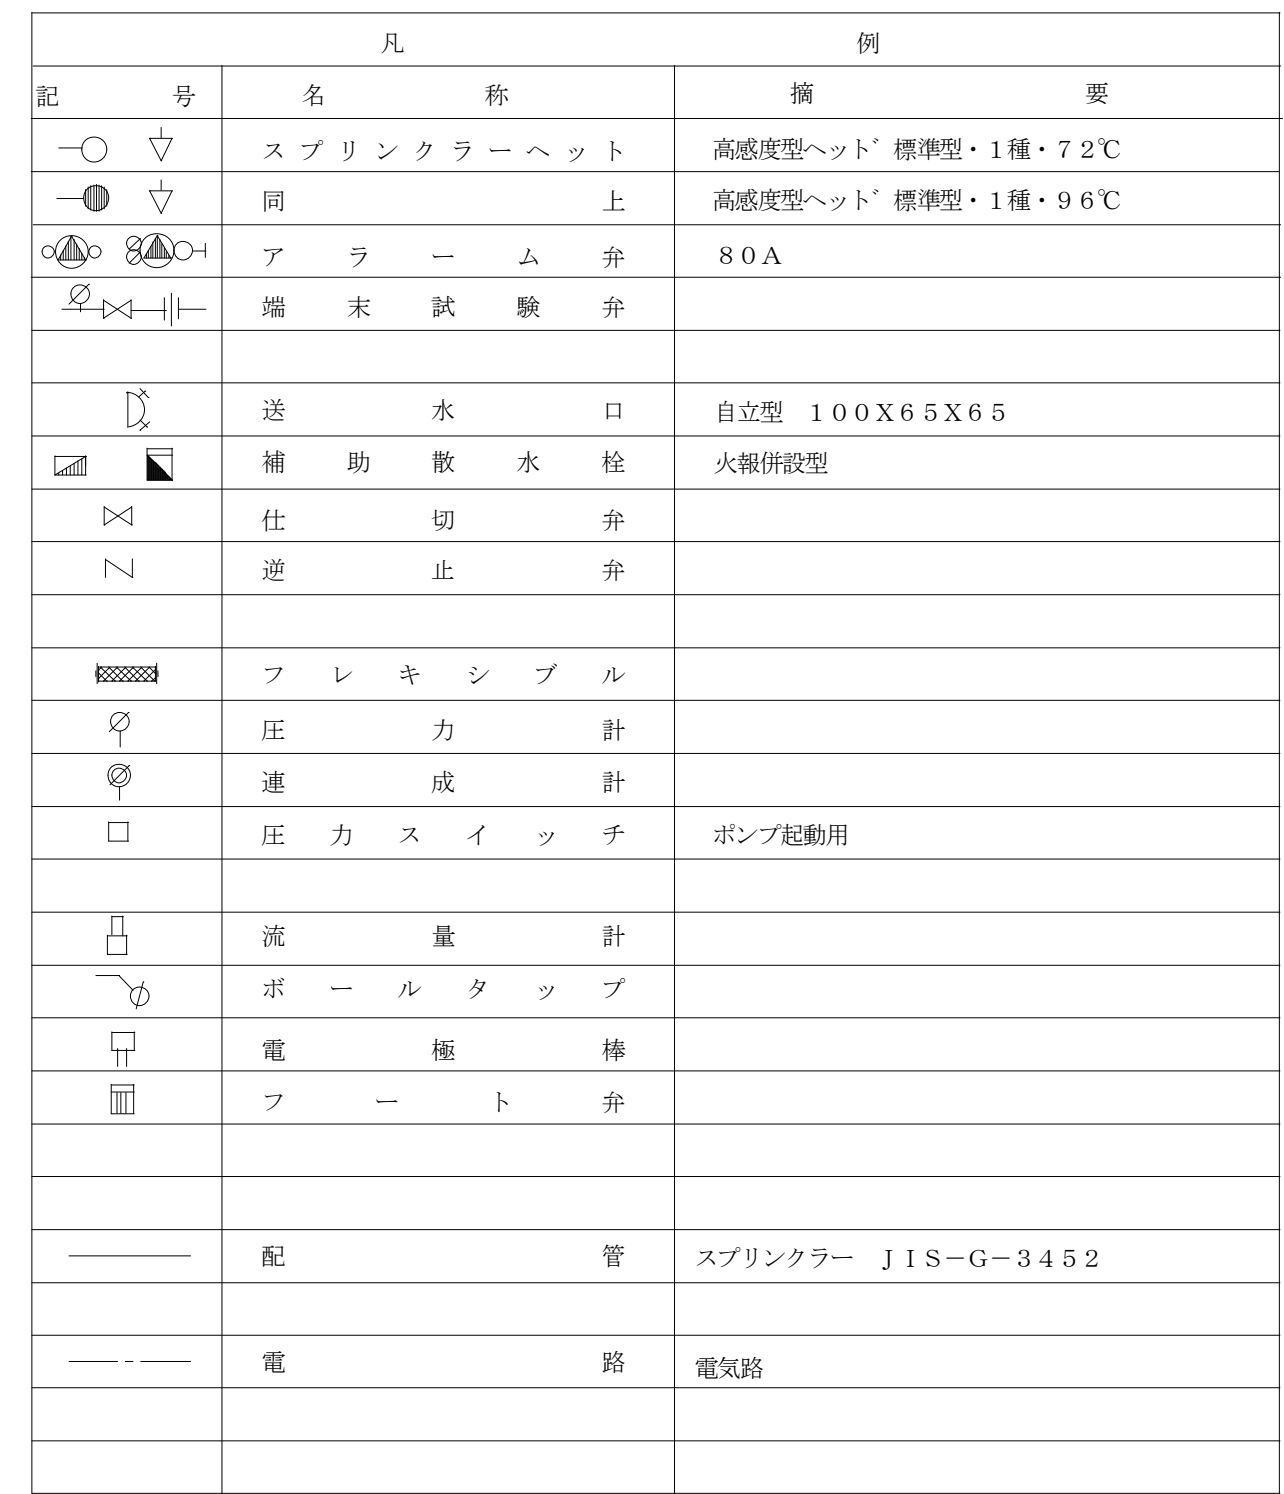 凡例
記号 名称 摘要
スプリンクラーヘット 高感度型ヘッド 標準型・1種・72℃
同上 高感度型ヘッド 標準型・1種・96℃
アラーム弁 80A
端末試験弁
送水口 自立型 100X65X65
補助散水栓 火報併設型
仕切弁
逆止弁
フレキシブル
圧力計
連成計
圧力スイッチ ポンプ起動用
流量計
ボールタップ
電極棒
フート弁
配管 スプリンクラー JIS-G-3452
電路 電気路